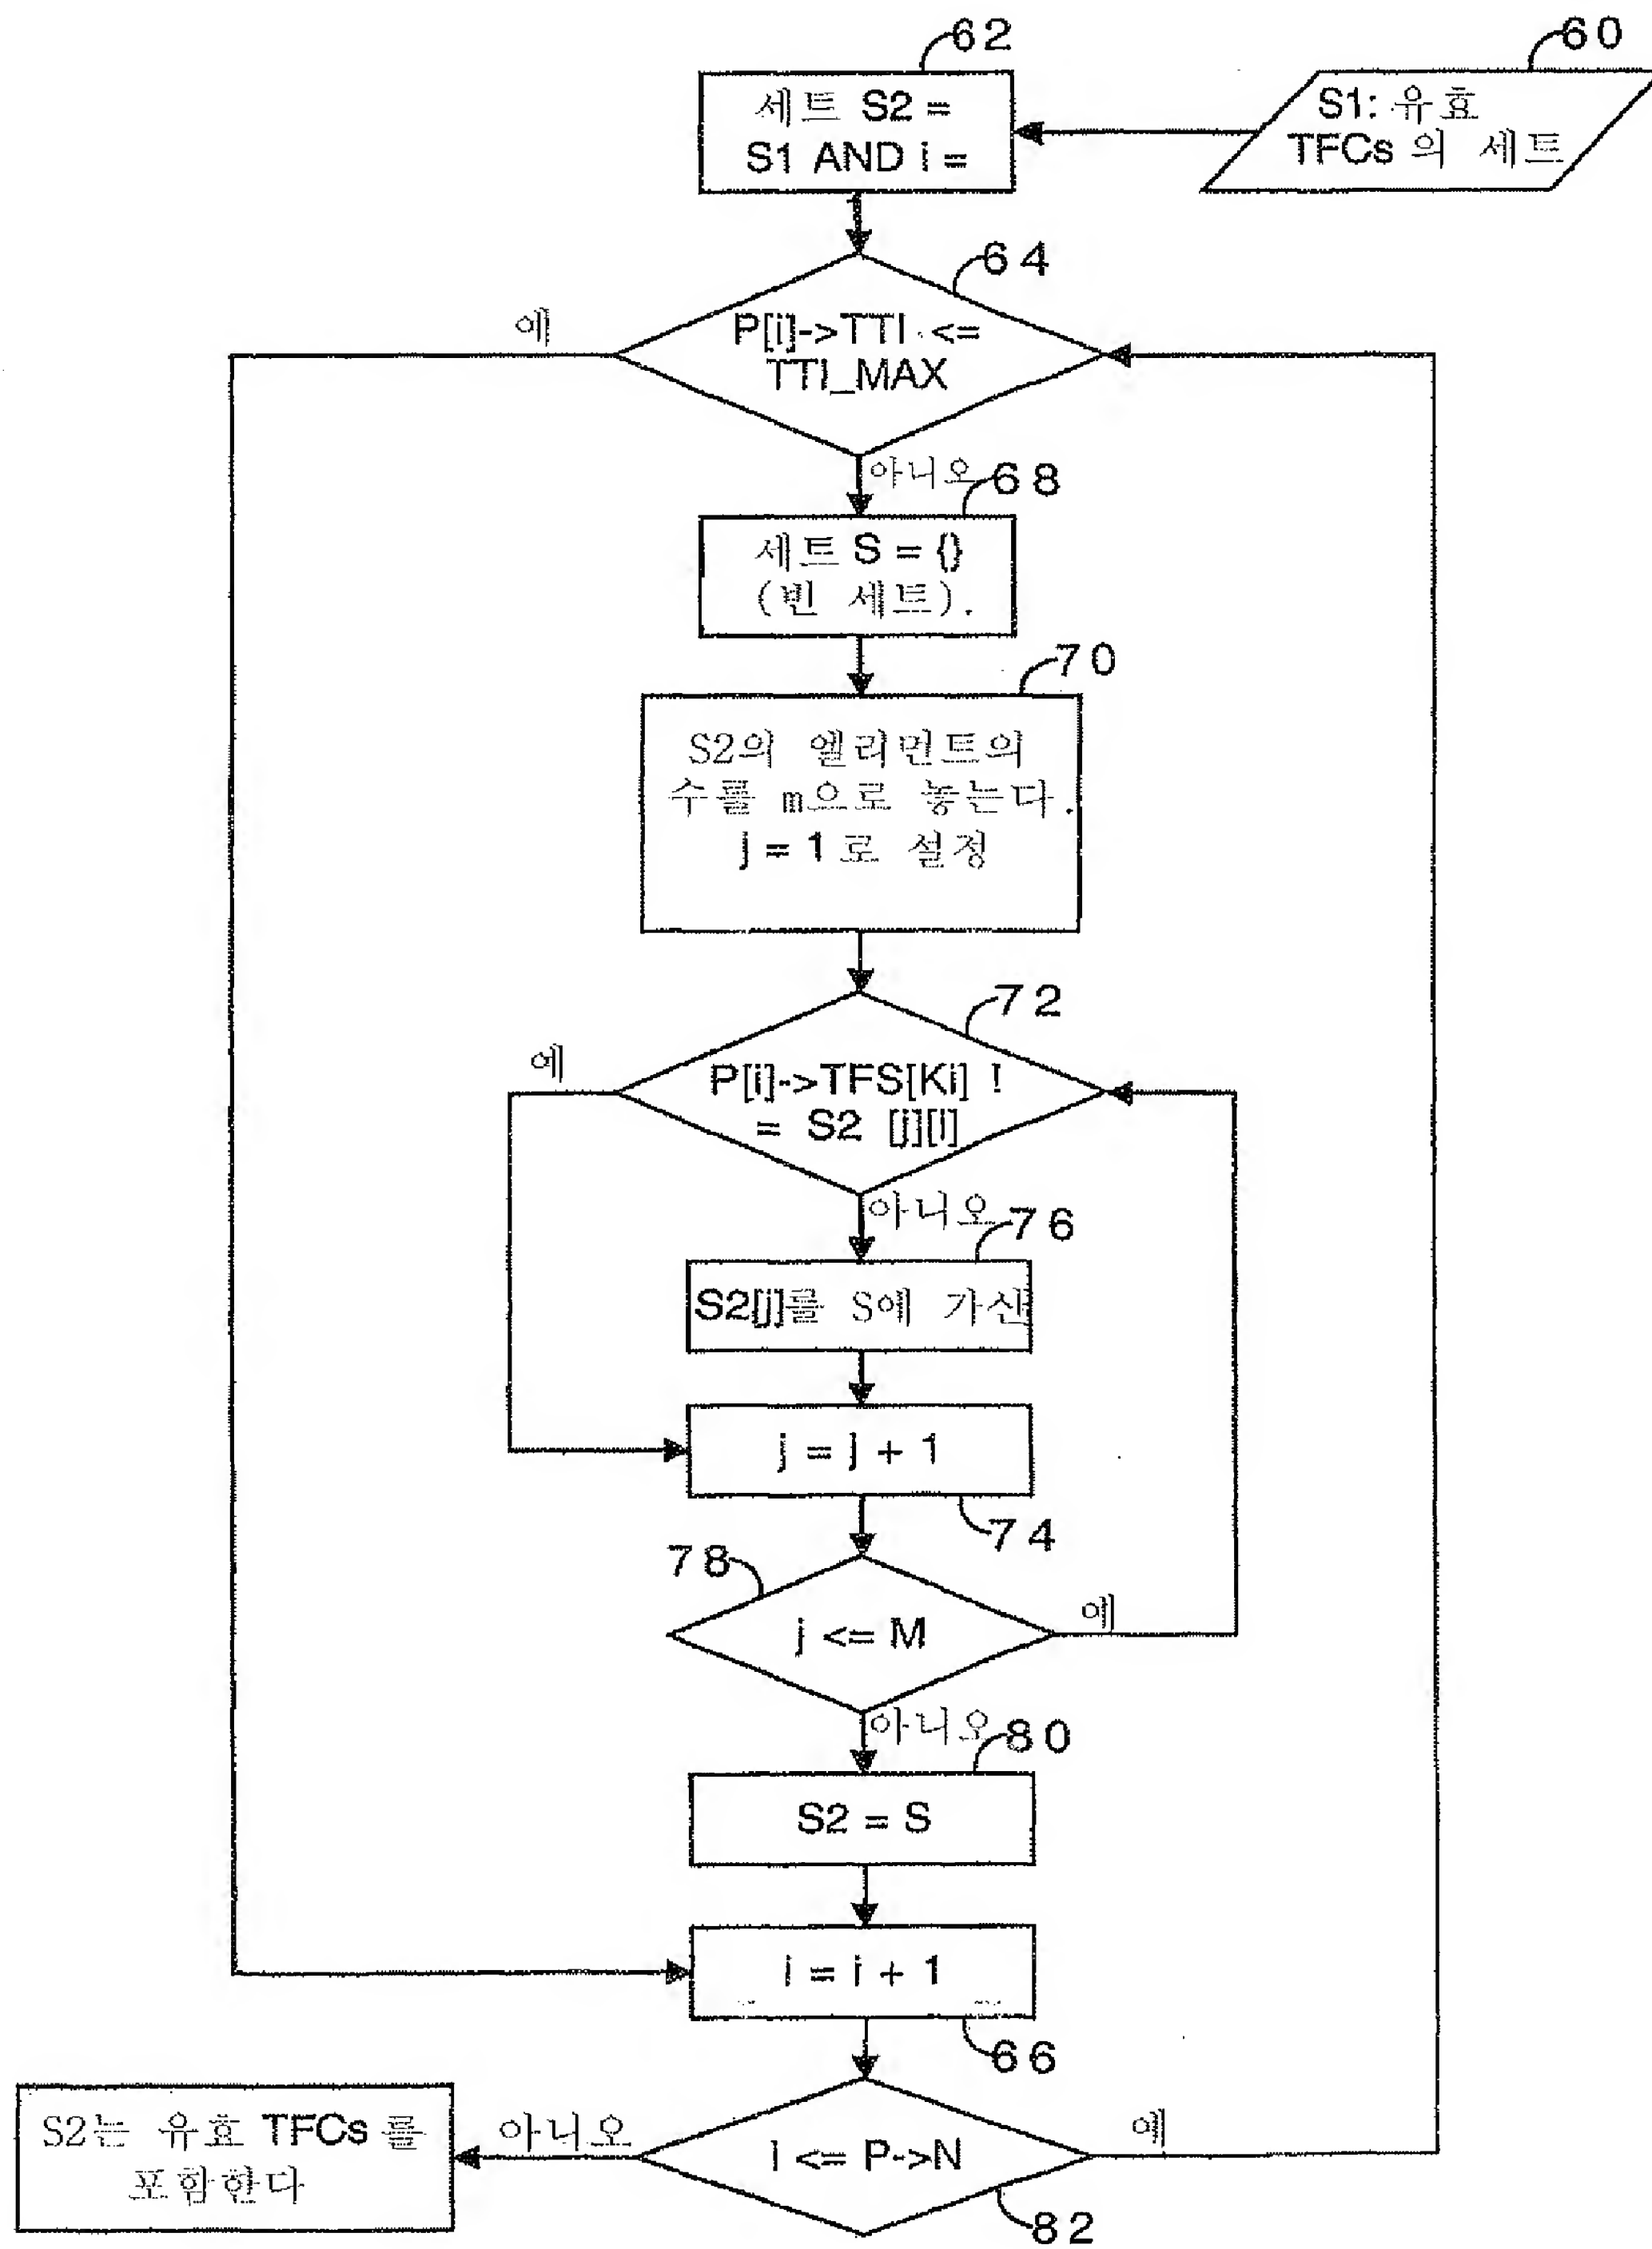 62
60
세트 S2 =
S1 AND i =
S1: 유효
TFCs 의 세트
64
예
P[i]->TTI <=
TTI_MAX
아니오
68
세트 S = {}
(빈 세트).
70
S2의 엘리먼트의
수를 m으로 놓는다.
j = 1 로 설정
72
예
P[i]->TFS[Ki] !
= S2 [j][i]
아니오
76
S2[j]를 S에 가산
j = j + 1
74
78
j <= M
예
아니오
80
S2 = S
i = i + 1
66
S2는 유효 TFCs 를
포함한다
아니오
i <= P->N
예
82